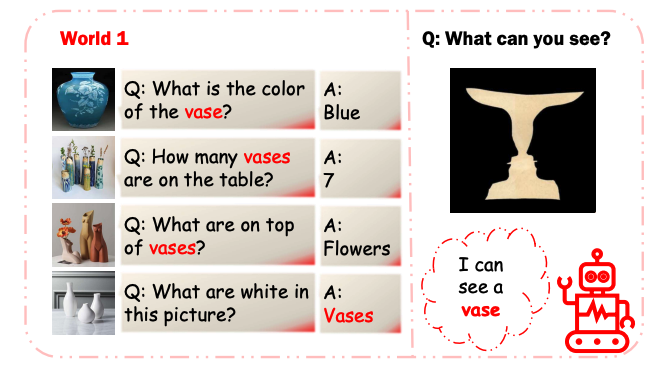 World 1
Q: What is the color
of the vase?
A:
Blue
Q: How many vases
are on the table?
A:
7
Q: What are on top
of vases?
A:
Flowers
Q: What are white in
this picture?
A:
Vases
Q: What can you see?
I can
see a
vase